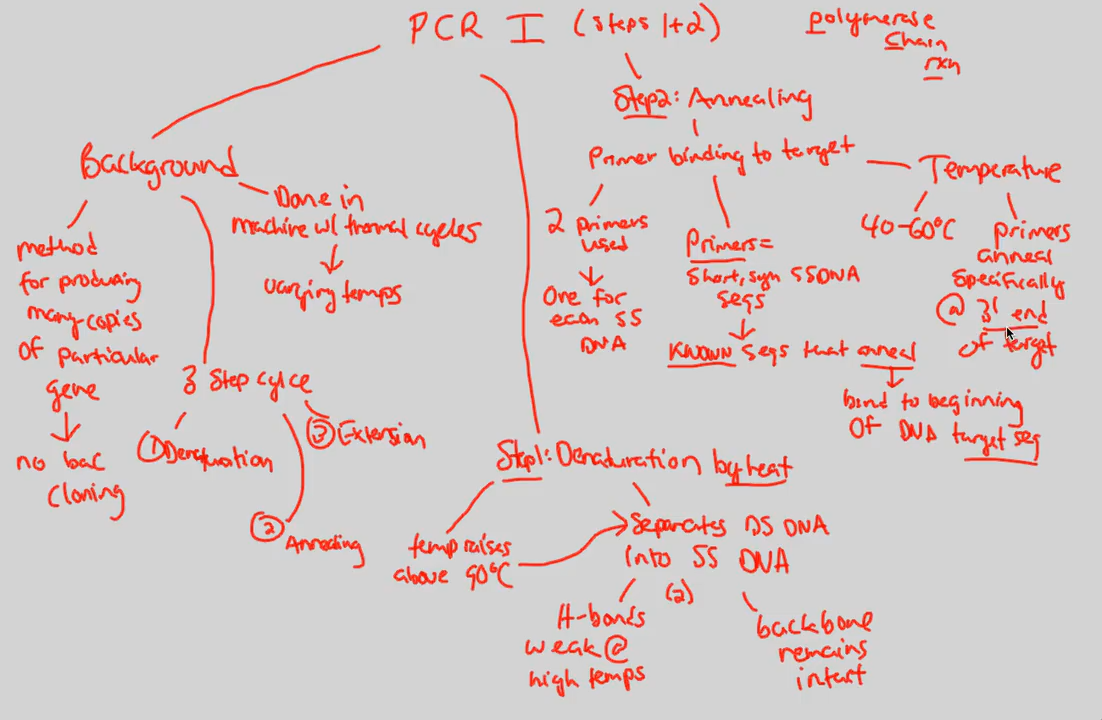 PCR I (steps 1+2)
Polymerase
Chain
rxn
Background
method
for producing
many copies
of particular
gene
no bac
cloning
Done in
machine w/ thermal cycles
varying temps
3 Step cylce
① Denaturation
② Annealing
③ Extension
Step1: Denaduration by heat
temp raises
above 90°C
Separates DS DNA
into SS DNA
(2)
H-bonds
weak @
high temps
backbone
remains
intact
Step2: Annealing
Primer binding to target
2 primers
used
One for
each SS
DNA
Primers=
Short, syn SSDNA
segs
KNOWN segs that anneal
bind to beginning
OF DNA target seg
Temperature
40-60°C
primers
anneal
specifically
@ 3' end
of target